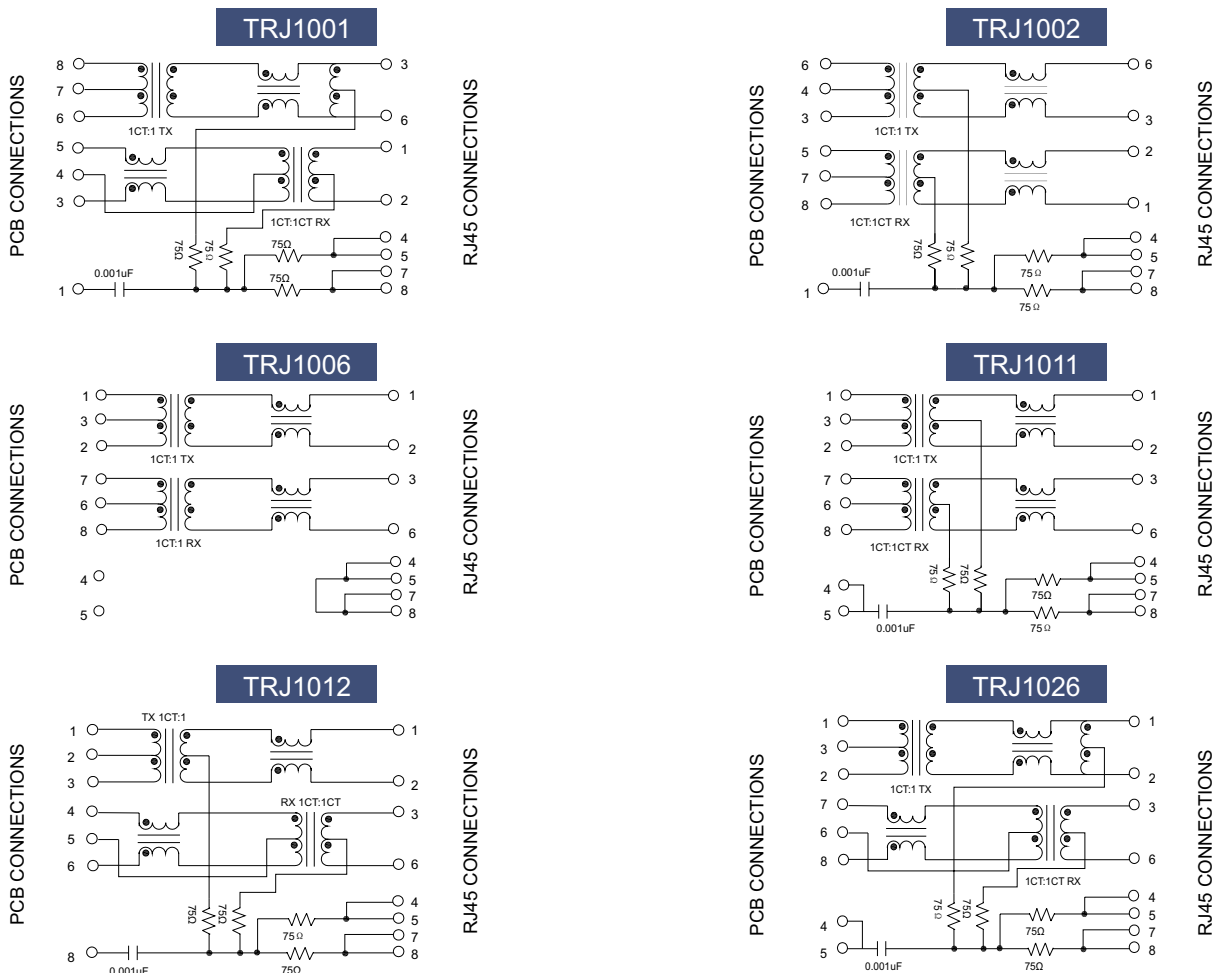 TRJ1001
PCB CONNECTIONS
8
7
6
1CT:1 TX
5
4
3
1CT:1CT RX
3
6
1
2
75Ω
75Ω
75Ω
4
5
7
0.001uF
75Ω
1
8
RJ45 CONNECTIONS
TRJ1002
PCB CONNECTIONS
6
4
3
1CT:1 TX
5
7
8
1CT:1CT RX
6
3
2
1
75Ω
75Ω
4
5
75Ω
7
0.001uF
1
8
75Ω
RJ45 CONNECTIONS
TRJ1006
PCB CONNECTIONS
1
3
2
1CT:1 TX
7
6
8
1CT:1 RX
4
5
1
2
3
6
4
5
7
8
RJ45 CONNECTIONS
TRJ1011
PCB CONNECTIONS
1
3
2
1CT:1 TX
7
6
8
1CT:1CT RX
1
2
3
6
75Ω
75Ω
4
5
75Ω
7
4
5
8
0.001uF
75Ω
RJ45 CONNECTIONS
TRJ1012
PCB CONNECTIONS
TX 1CT:1
1
2
3
4
RX 1CT:1CT
5
6
1
2
3
6
75Ω
75Ω
4
5
75Ω
7
8
8
0.001uF
75Ω
RJ45 CONNECTIONS
TRJ1026
PCB CONNECTIONS
1
3
2
1CT:1 TX
7
6
8
1CT:1CT RX
1
2
3
6
75Ω
75Ω
4
5
75Ω
7
4
5
8
0.001uF
75Ω
RJ45 CONNECTIONS